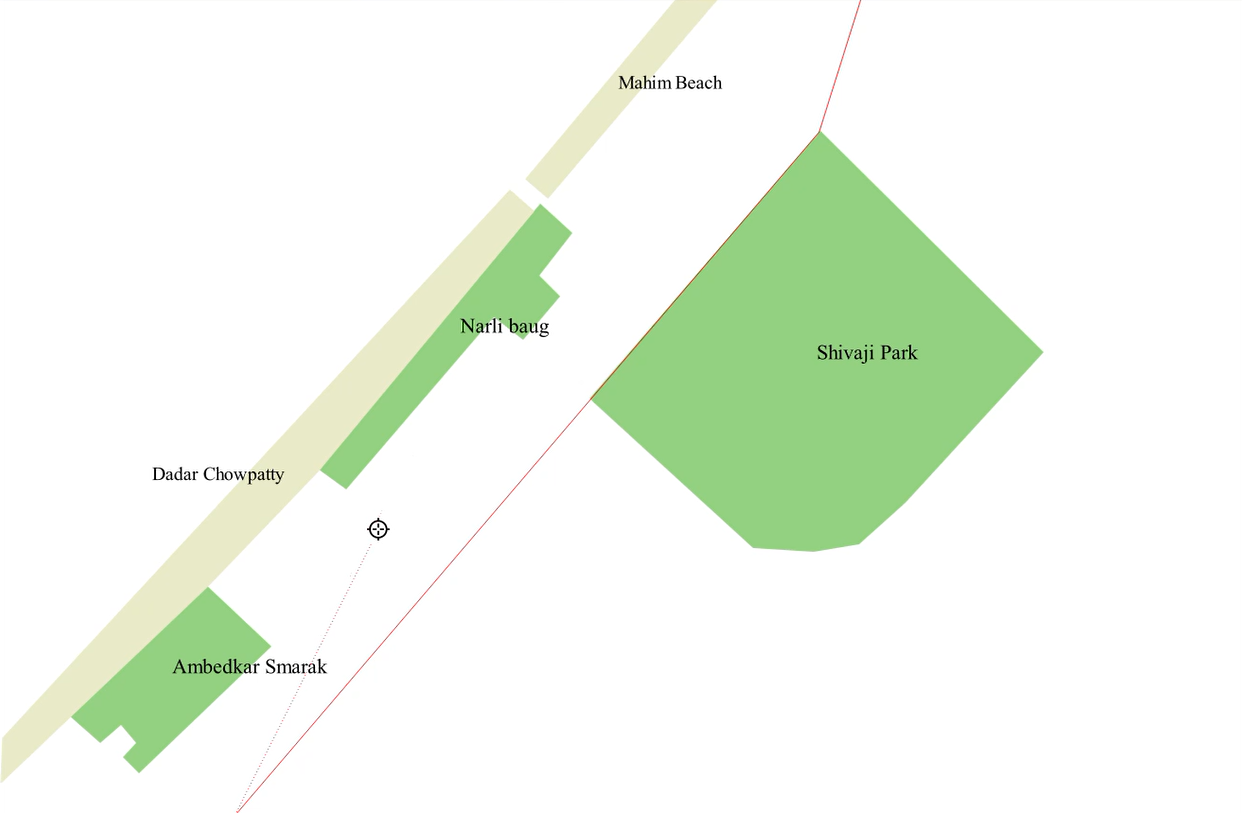 Mahim Beach
Narli baug
Shivaji Park
Dadar Chowpatty
Ambedkar Smarak